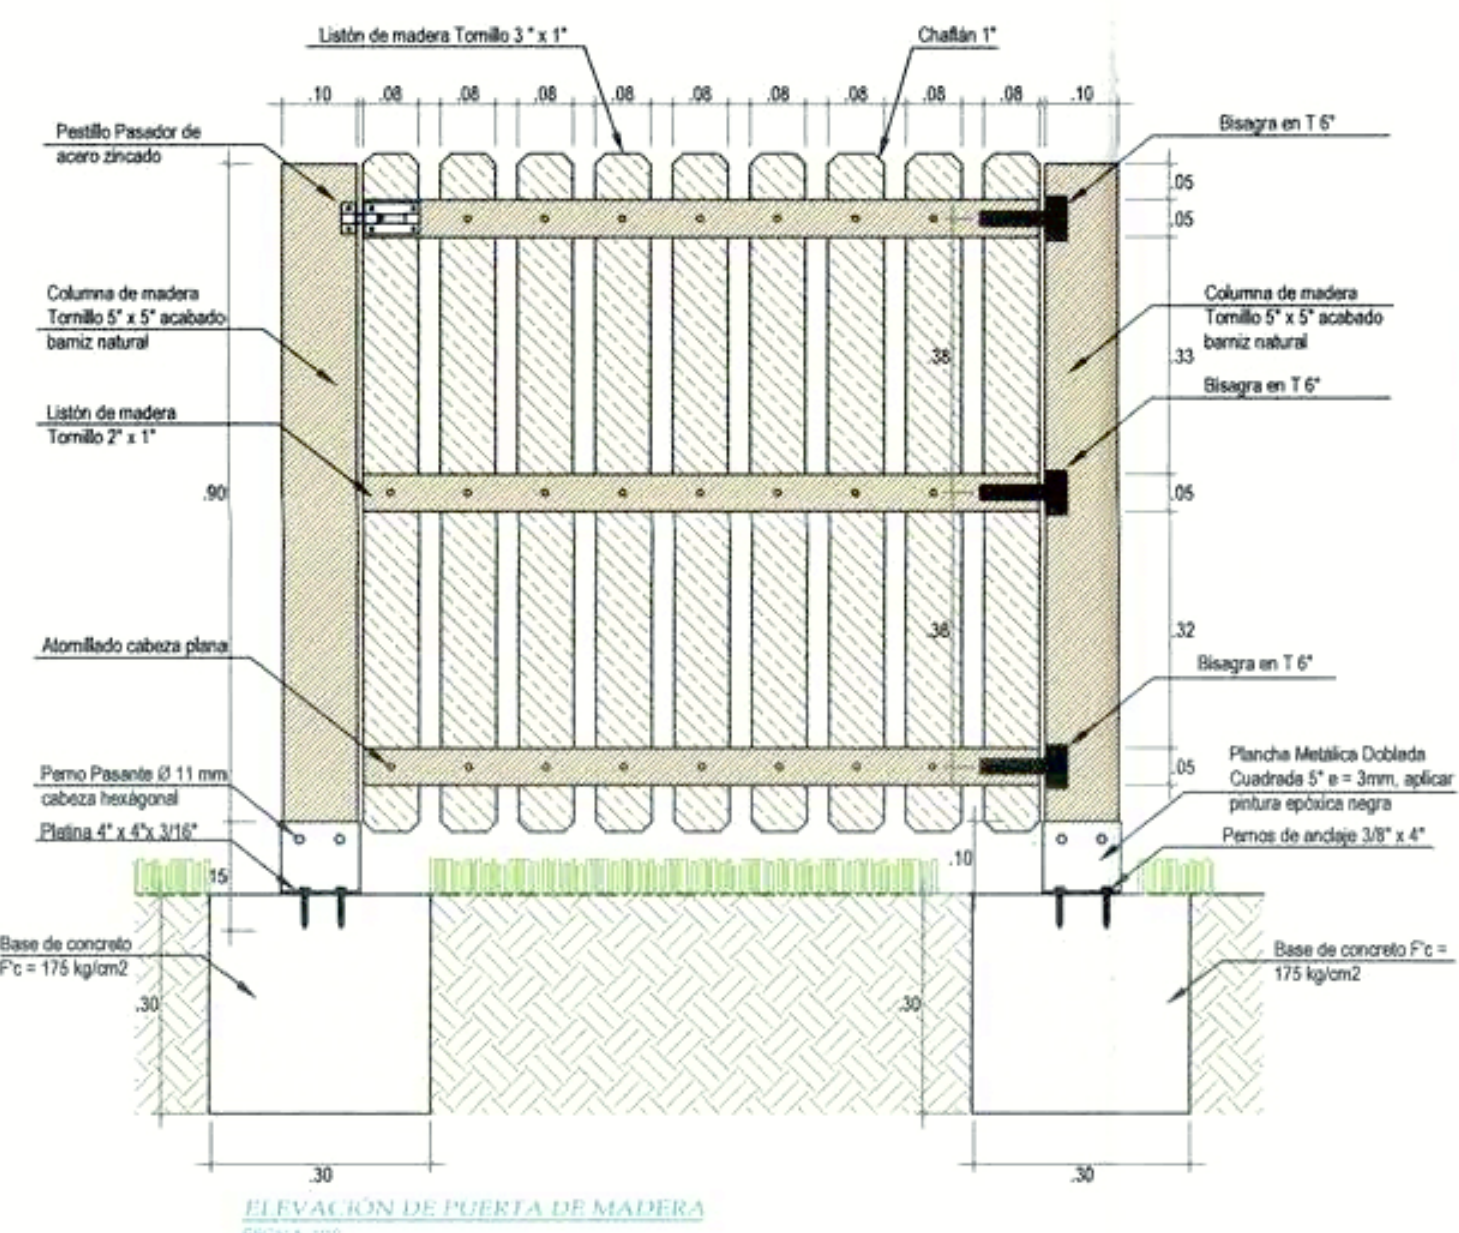 Listón de madera Tornillo 3 " x 1"
Chaflán 1"
.10
.08
.08
.08
.08
.08
.08
.08
.08
.08
.10
Pestillo Pasador de
acero zincado
Bisagra en T 6"
.05
.05
Columna de madera
Tornillo 5" x 5" acabado
barniz natural
Columna de madera
Tornillo 5" x 5" acabado
barniz natural
.38
.33
Bisagra en T 6"
Listón de madera
Tornillo 2" x 1"
.90
.05
Atornillado cabeza plana
.38
.32
Bisagra en T 6"
Perno Pasante Ø 11 mm
cabeza hexágonal
Platina 4" x 4"x 3/16"
.05
Plancha Metálica Doblada
Cuadrada 5" e = 3mm, aplicar
pintura epóxica negra
Pernos de anclaje 3/8" x 4"
.10
.15
Base de concreto
F'c = 175 kg/cm2
Base de concreto F'c =
175 kg/cm2
.30
.30
.30
.30
ELEVACIÓN DE PUERTA DE MADERA